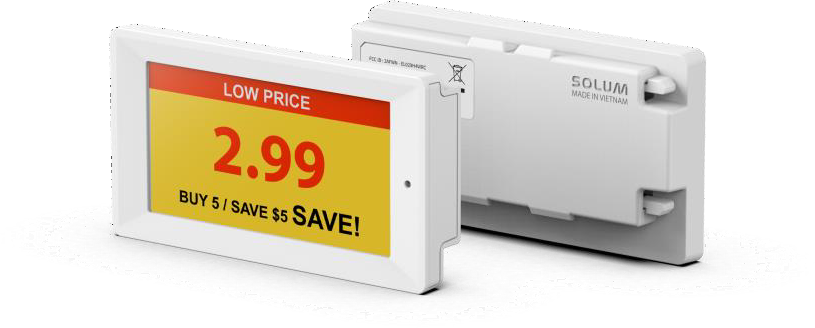 LOW PRICE
2.99
BUY 5 / SAVE $5 SAVE!
SOLUM
MADE IN VIETNAM